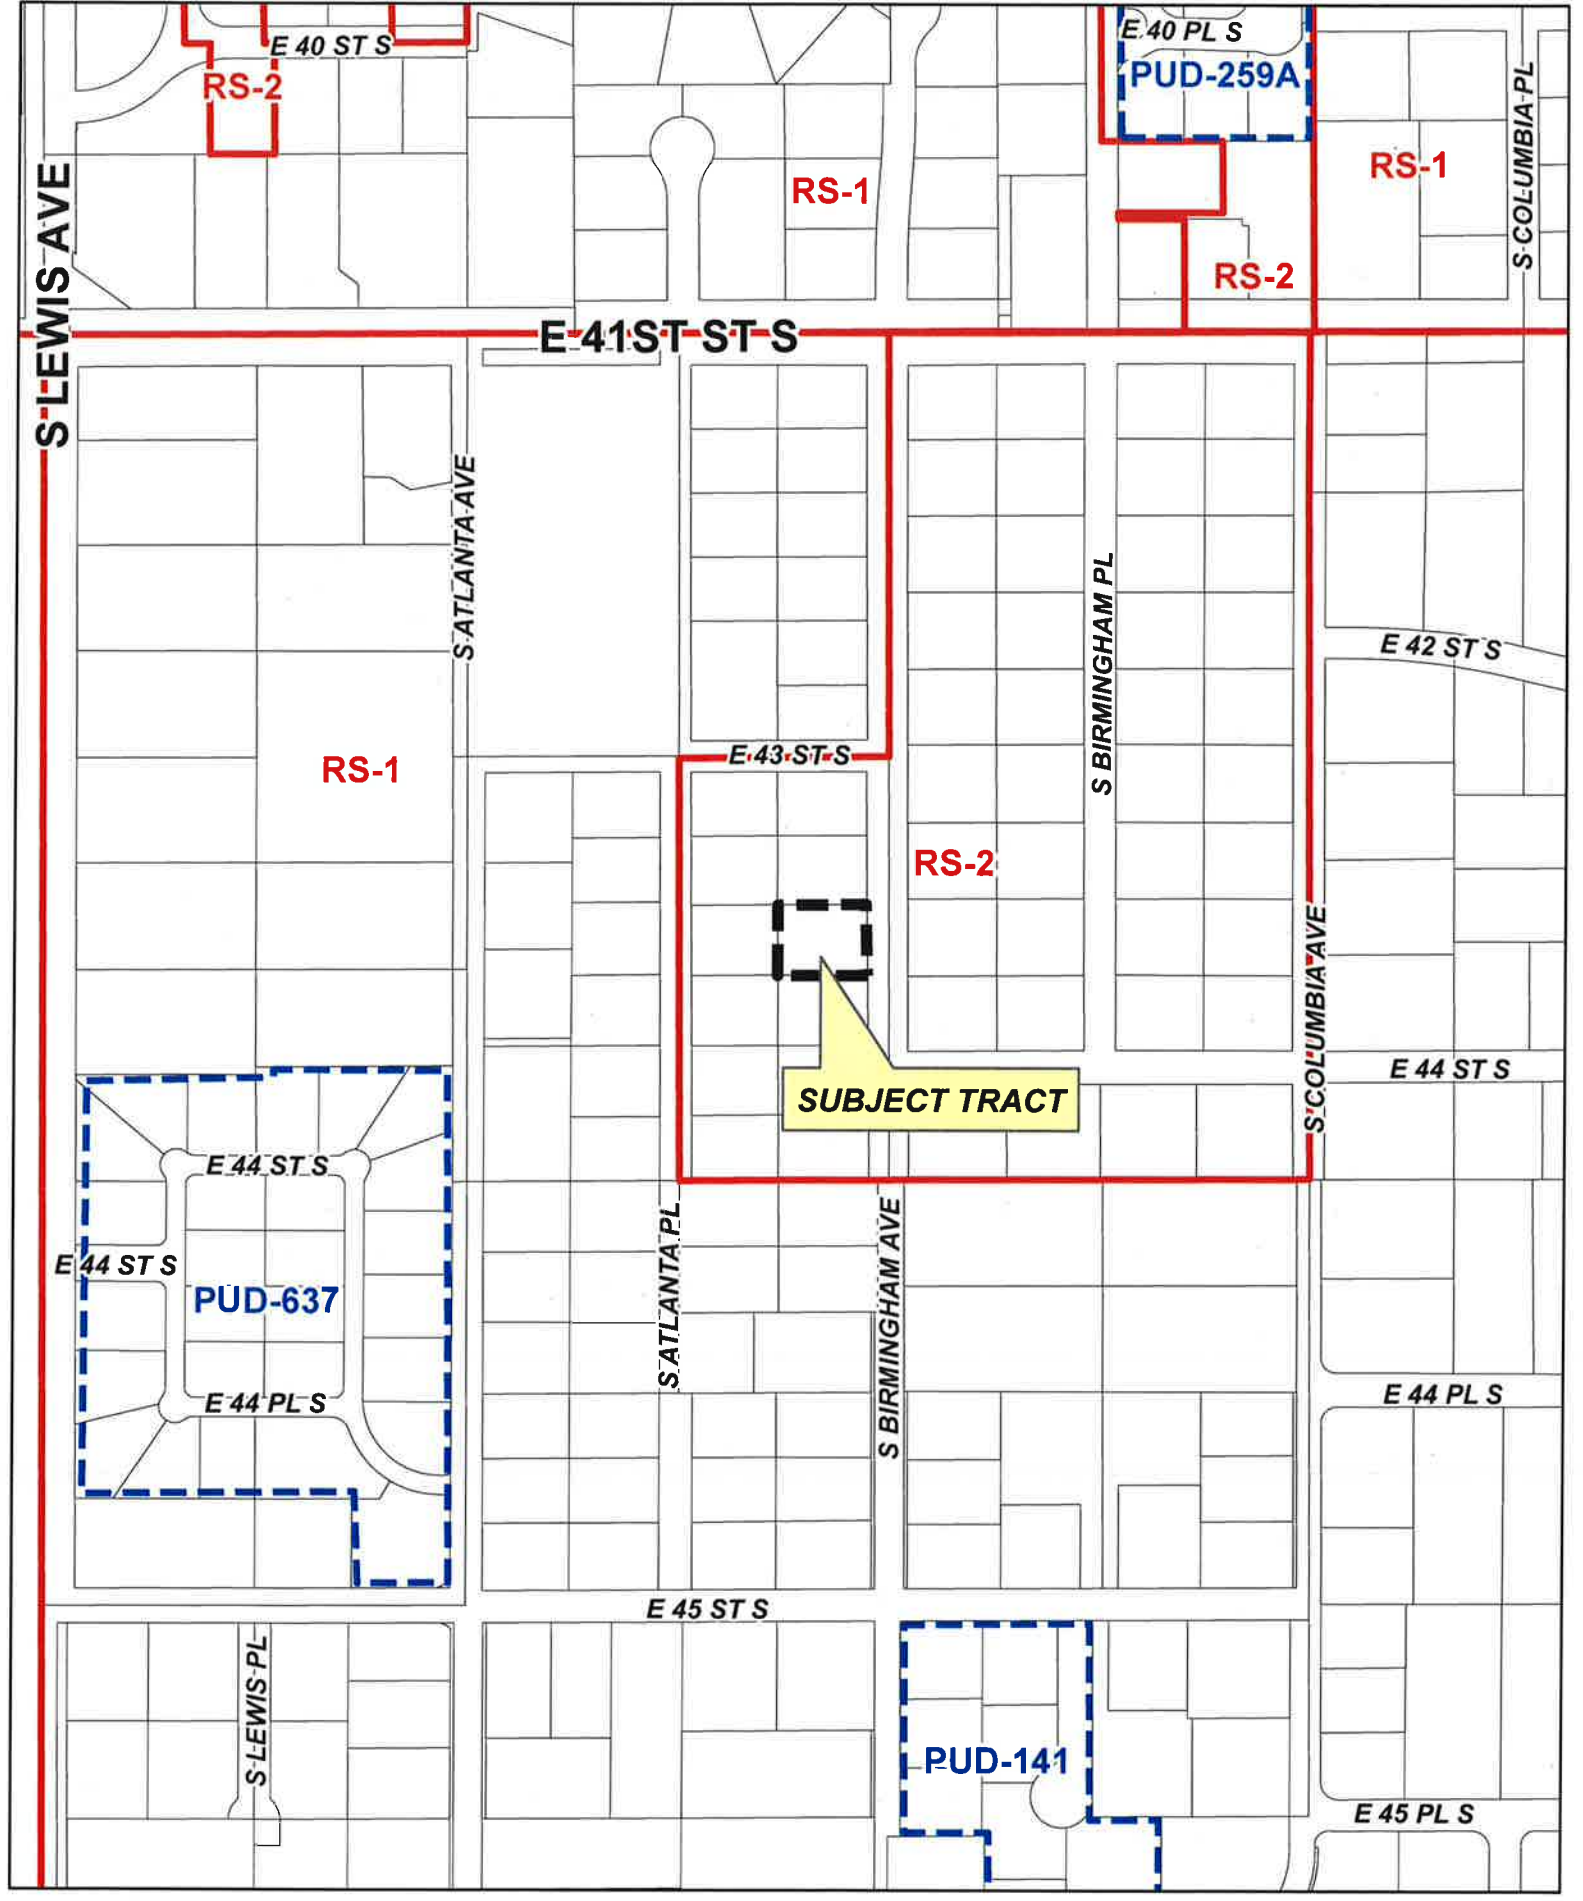 E 40 ST S
RS-2
E 40 PL S
PUD-259A
RS-1
RS-1
S COLUMBIA PL
RS-2
S LEWIS AVE
E 41ST ST S
S ATLANTA AVE
S BIRMINGHAM PL
E 42 ST S
E 43 ST S
RS-1
RS-2
S COLUMBIA AVE
E 44 ST S
SUBJECT TRACT
E 44 ST S
E 44 ST S
PUD-637
S ATLANTA PL
S BIRMINGHAM AVE
E 44 PL S
E 44 PL S
E 45 ST S
S LEWIS PL
PUD-141
E 45 PL S